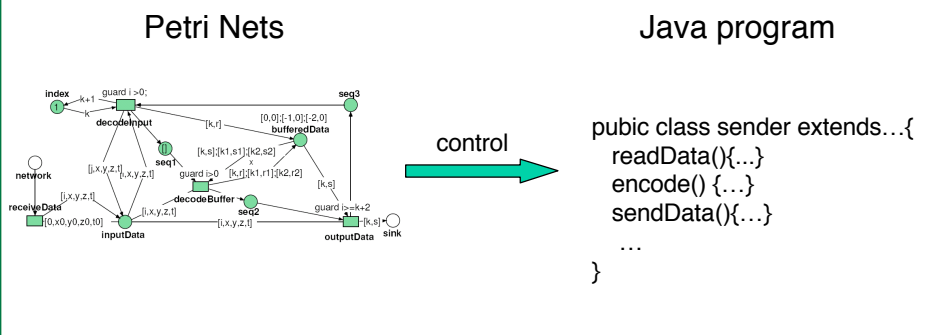 Petri Nets
Java program
index
k+1
guard i >0;
1
k
decodeInput
seq3
[k,r]
[0,0];[-1,0];[-2,0]
bufferedData
[]
seq1
[k,s];[k1,s1];[k2,s2]
x
guard i>0
[k,r];[k1,r1];[k2,r2]
network
[j,x,y,z,t]
[i,x,y,z,t]
decodeBuffer
[k,s]
receiveData
[i,x,y,z,t]
[i,x,y,z,t]
seq2
guard i>=k+2
[0,x0,y0,z0,t0]
inputData
[i,x,y,z,t]
outputData
[k,s]
sink
control
pubic class sender extends…{
readData(){...}
encode() {…}
sendData(){…}
…
}